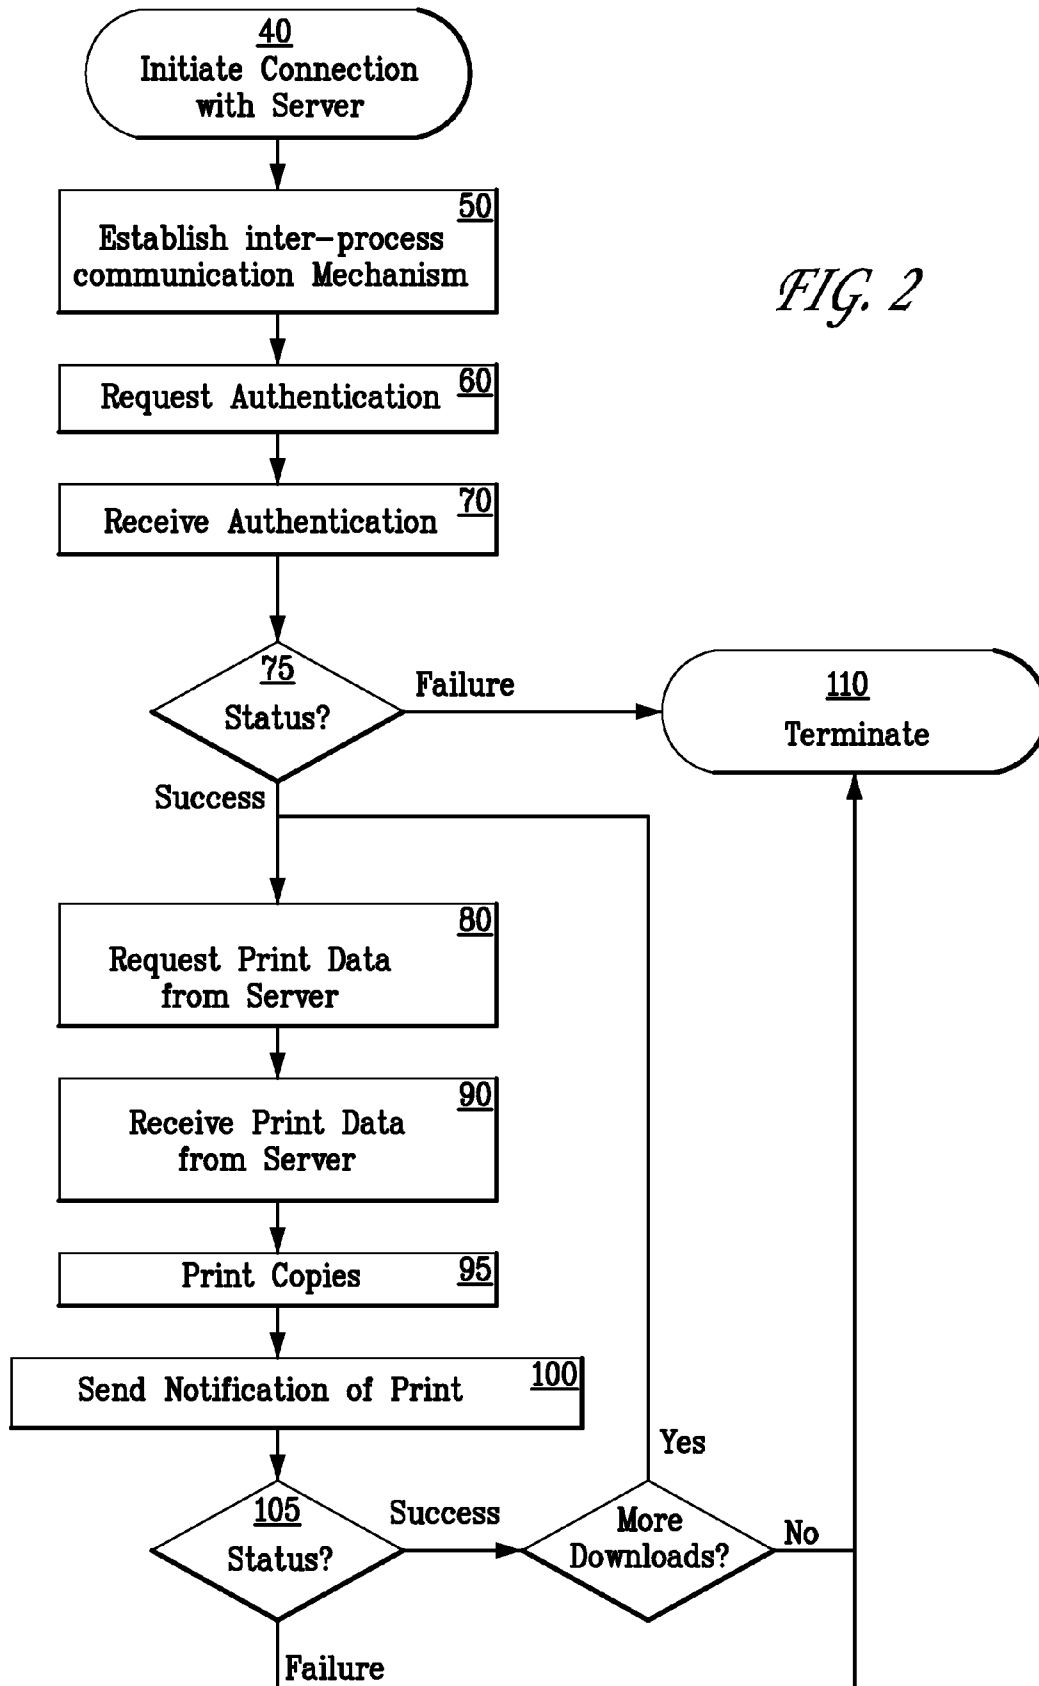 40
Initiate Connection
with Server
50
Establish inter-process
communication Mechanism
FIG. 2
60
Request Authentication
70
Receive Authentication
75
Status?
Failure
110
Terminate
Success
80
Request Print Data
from Server
90
Receive Print Data
from Server
95
Print Copies
100
Send Notification of Print
Yes
105
Status?
Success
More
Downloads?
No
Failure